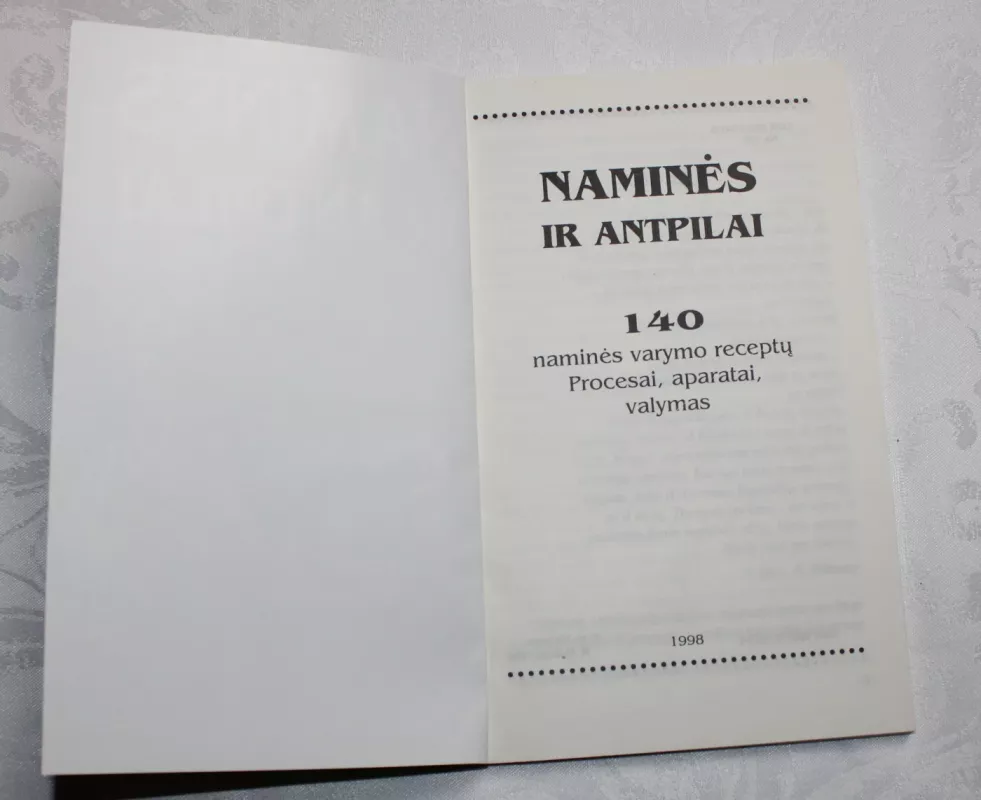 NAMINĖS
IR ANTPILAI
140
naminės varymo receptų
Procesai, aparatai,
valymas
1998